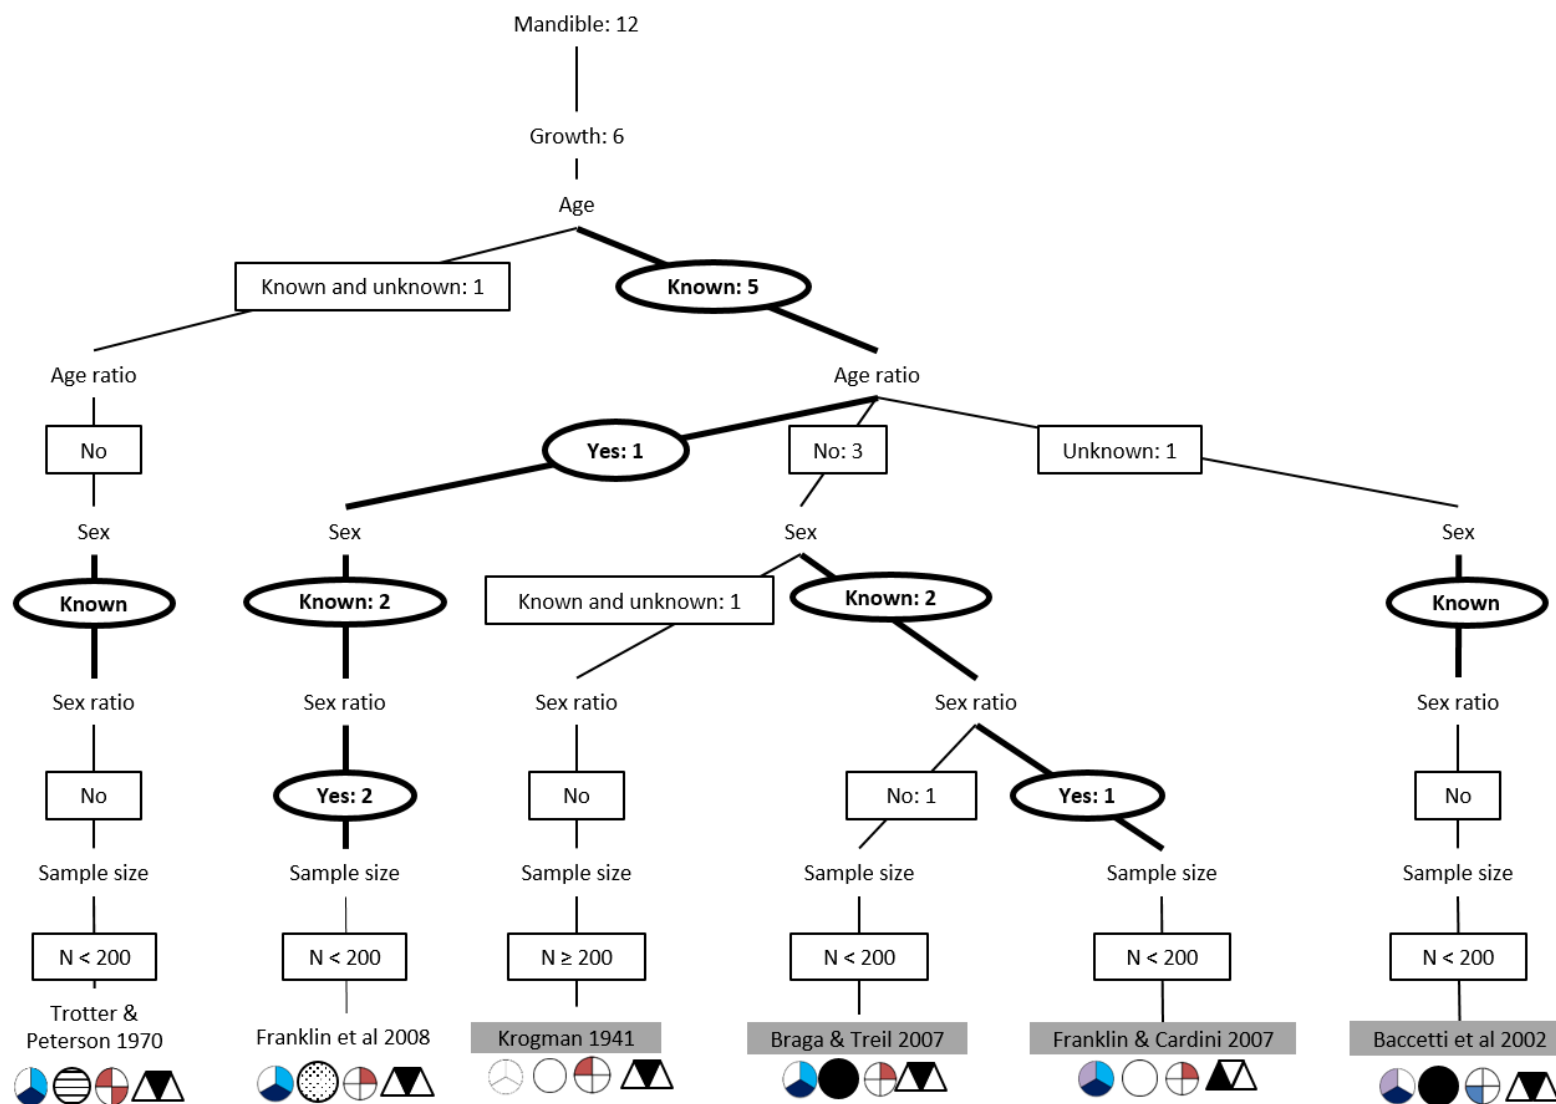 Mandible: 12
Growth: 6
Age
Known and unknown: 1
Known: 5
Age ratio
Age ratio
No
Yes: 1
No: 3
Unknown: 1
Sex
Sex
Sex
Sex
Known
Known: 2
Known and unknown: 1
Known: 2
Known
Sex ratio
Sex ratio
Sex ratio
Sex ratio
Sex ratio
No
Yes: 2
No
No: 1
Yes: 1
No
Sample size
Sample size
Sample size
Sample size
Sample size
Sample size
N < 200
N < 200
N ≥ 200
N < 200
N < 200
N < 200
Trotter &
Peterson 1970
Franklin et al 2008
Krogman 1941
Braga & Treil 2007
Franklin & Cardini 2007
Baccetti et al 2002